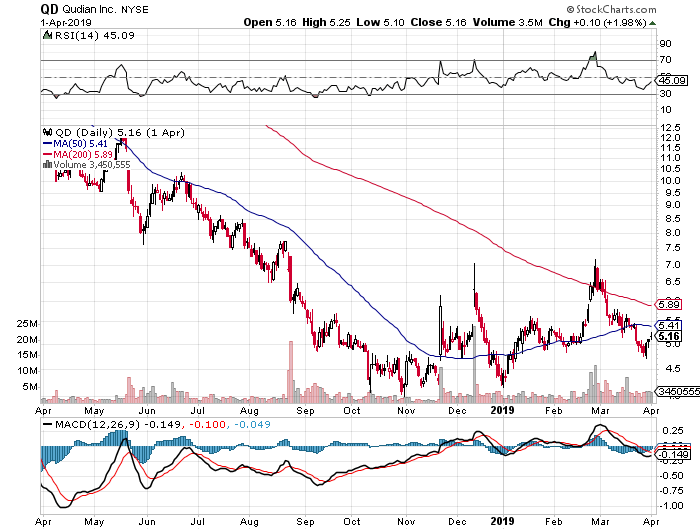 QD Qudian Inc. NYSE
© StockCharts.com
1-Apr-2019
Open 5.16 High 5.25 Low 5.10 Close 5.16 Volume 3.5M Chg +0.10 (+1.98%)
RSI(14) 45.09
90
70
50
45.09
30
10
QD (Daily) 5.16 (1 Apr)
MA(50) 5.41
MA(200) 5.89
Volume 3,450,555
12.5
12.0
11.5
11.0
10.5
10.0
9.5
9.0
8.5
8.0
7.5
7.0
6.5
5.89
5.5
5.41
5.16
5.0
4.5
3450555
25M
20M
15M
10M
5M
Apr May Jun Jul Aug Sep Oct Nov Dec 2019 Feb Mar Apr
MACD(12,26,9) -0.149, -0.100, -0.049
0.25
-0.149
-0.25
-0.50
-0.75
-1.00
Apr May Jun Jul Aug Sep Oct Nov Dec 2019 Feb Mar Apr